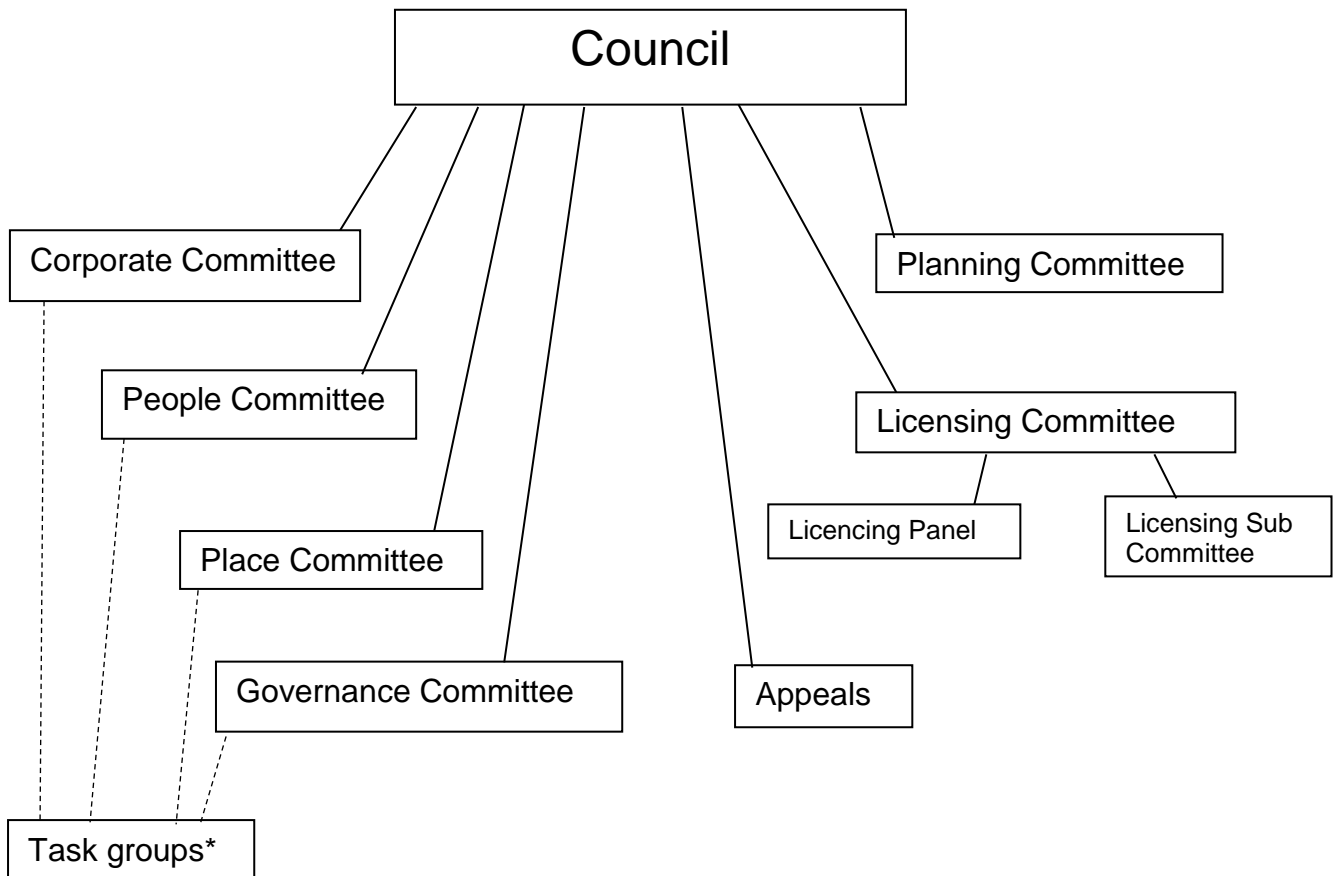 Council
Corporate Committee
Planning Committee
People Committee
Licensing Committee
Licencing Panel
Licensing Sub
Committee
Place Committee
Governance Committee
Appeals
Task groups*